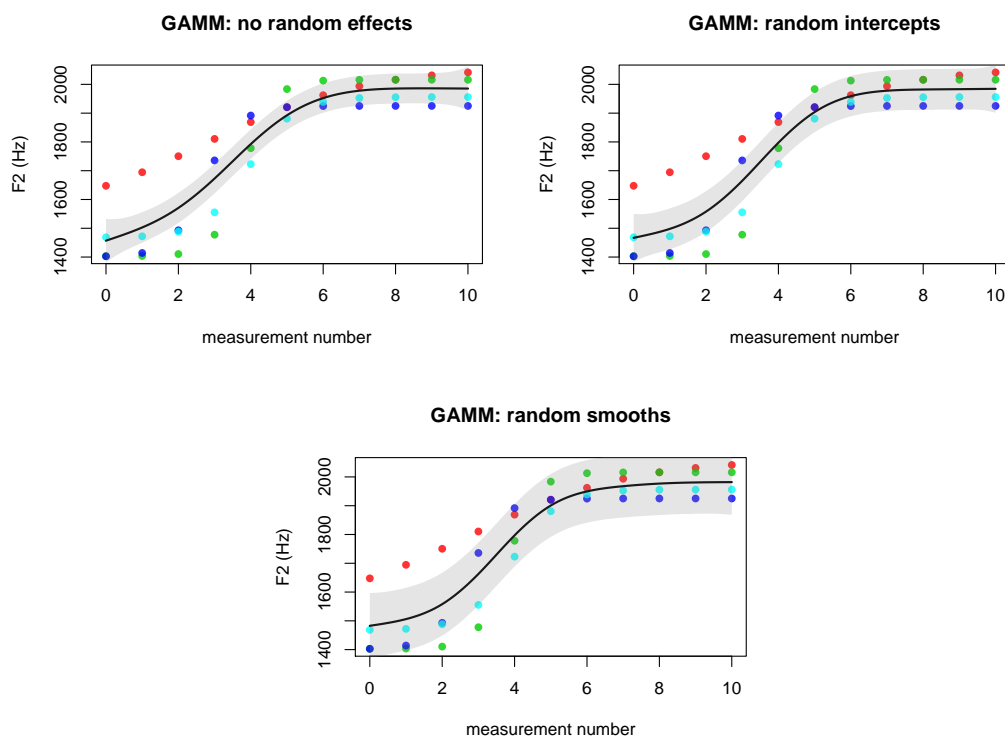 GAMM: no random effects
F2 (Hz)
1400 1600 1800 2000
0 2 4 6 8 10
measurement number
GAMM: random intercepts
F2 (Hz)
1400 1600 1800 2000
0 2 4 6 8 10
measurement number
GAMM: random smooths
F2 (Hz)
1400 1600 1800 2000
0 2 4 6 8 10
measurement number